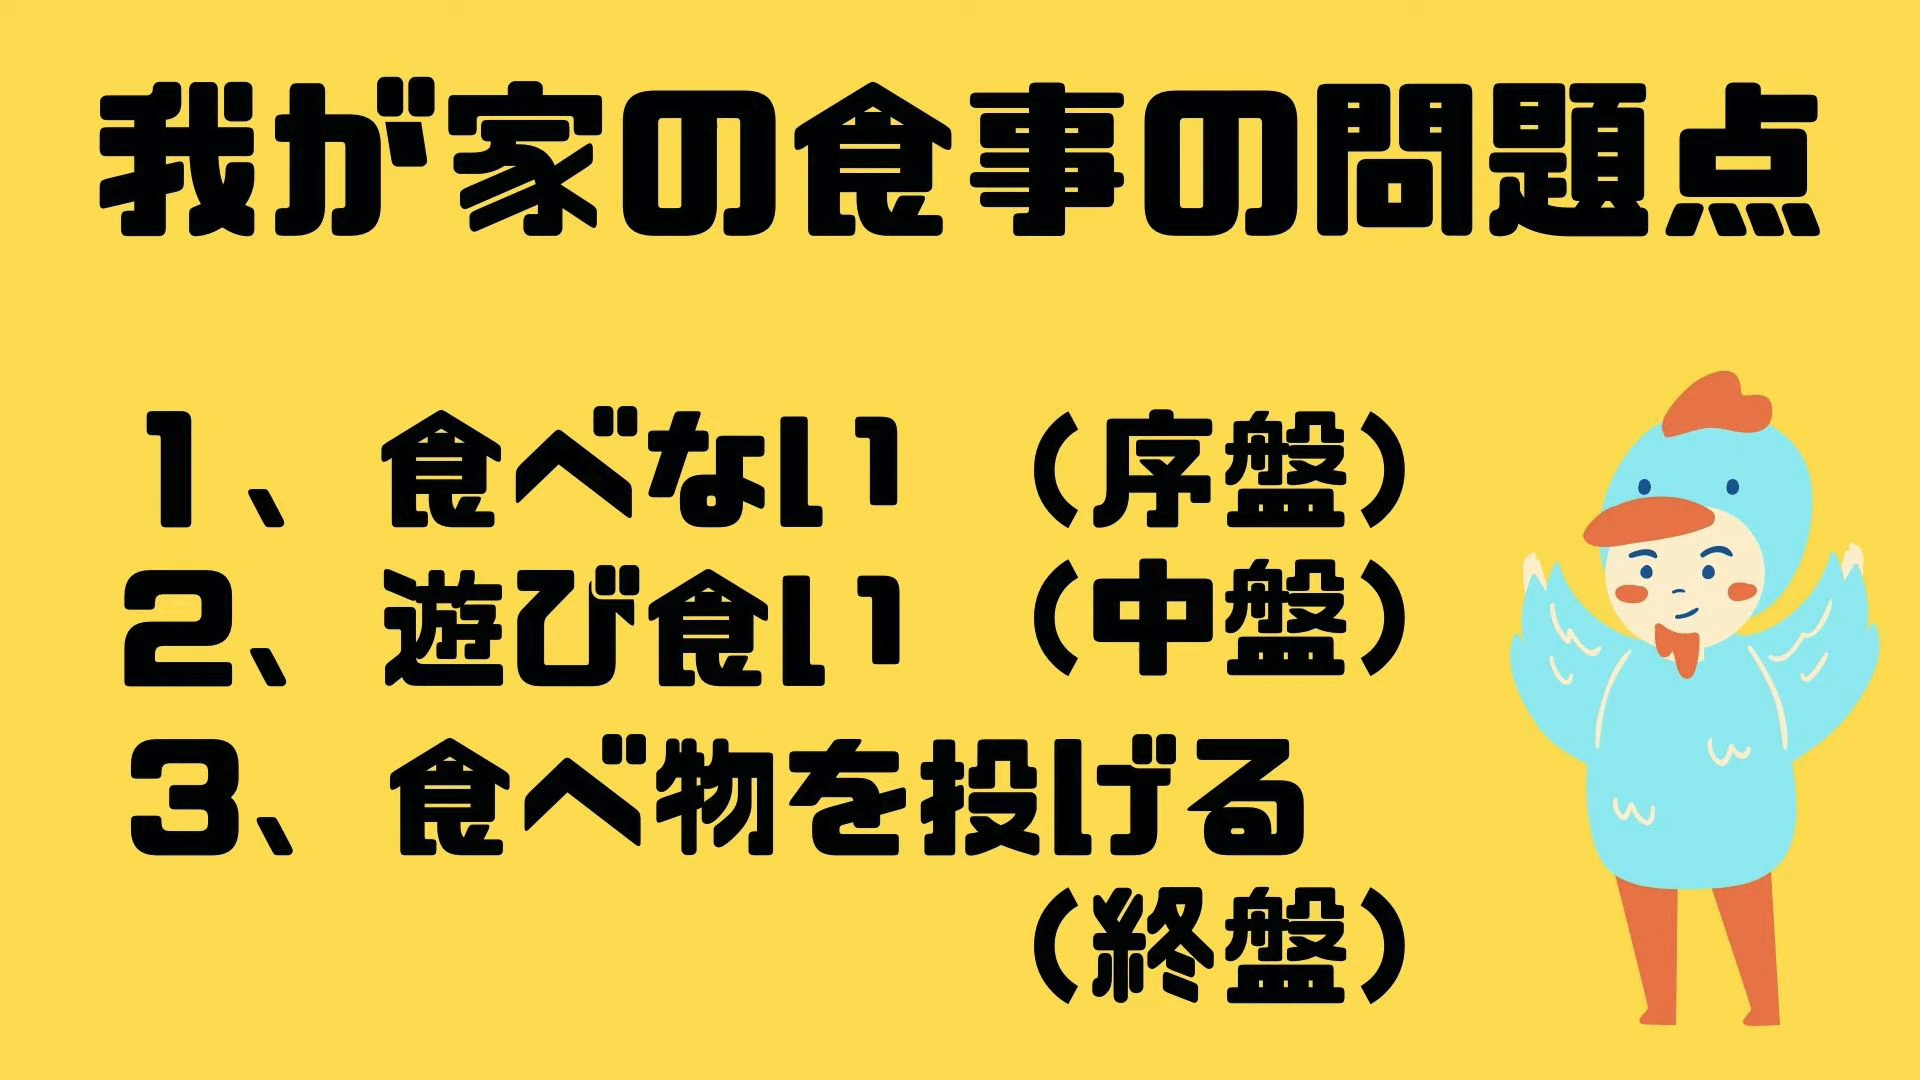 我が家の食事の問題点
1、食べない（序盤）
2、遊び食い（中盤）
3、食べ物を投げる
（終盤）